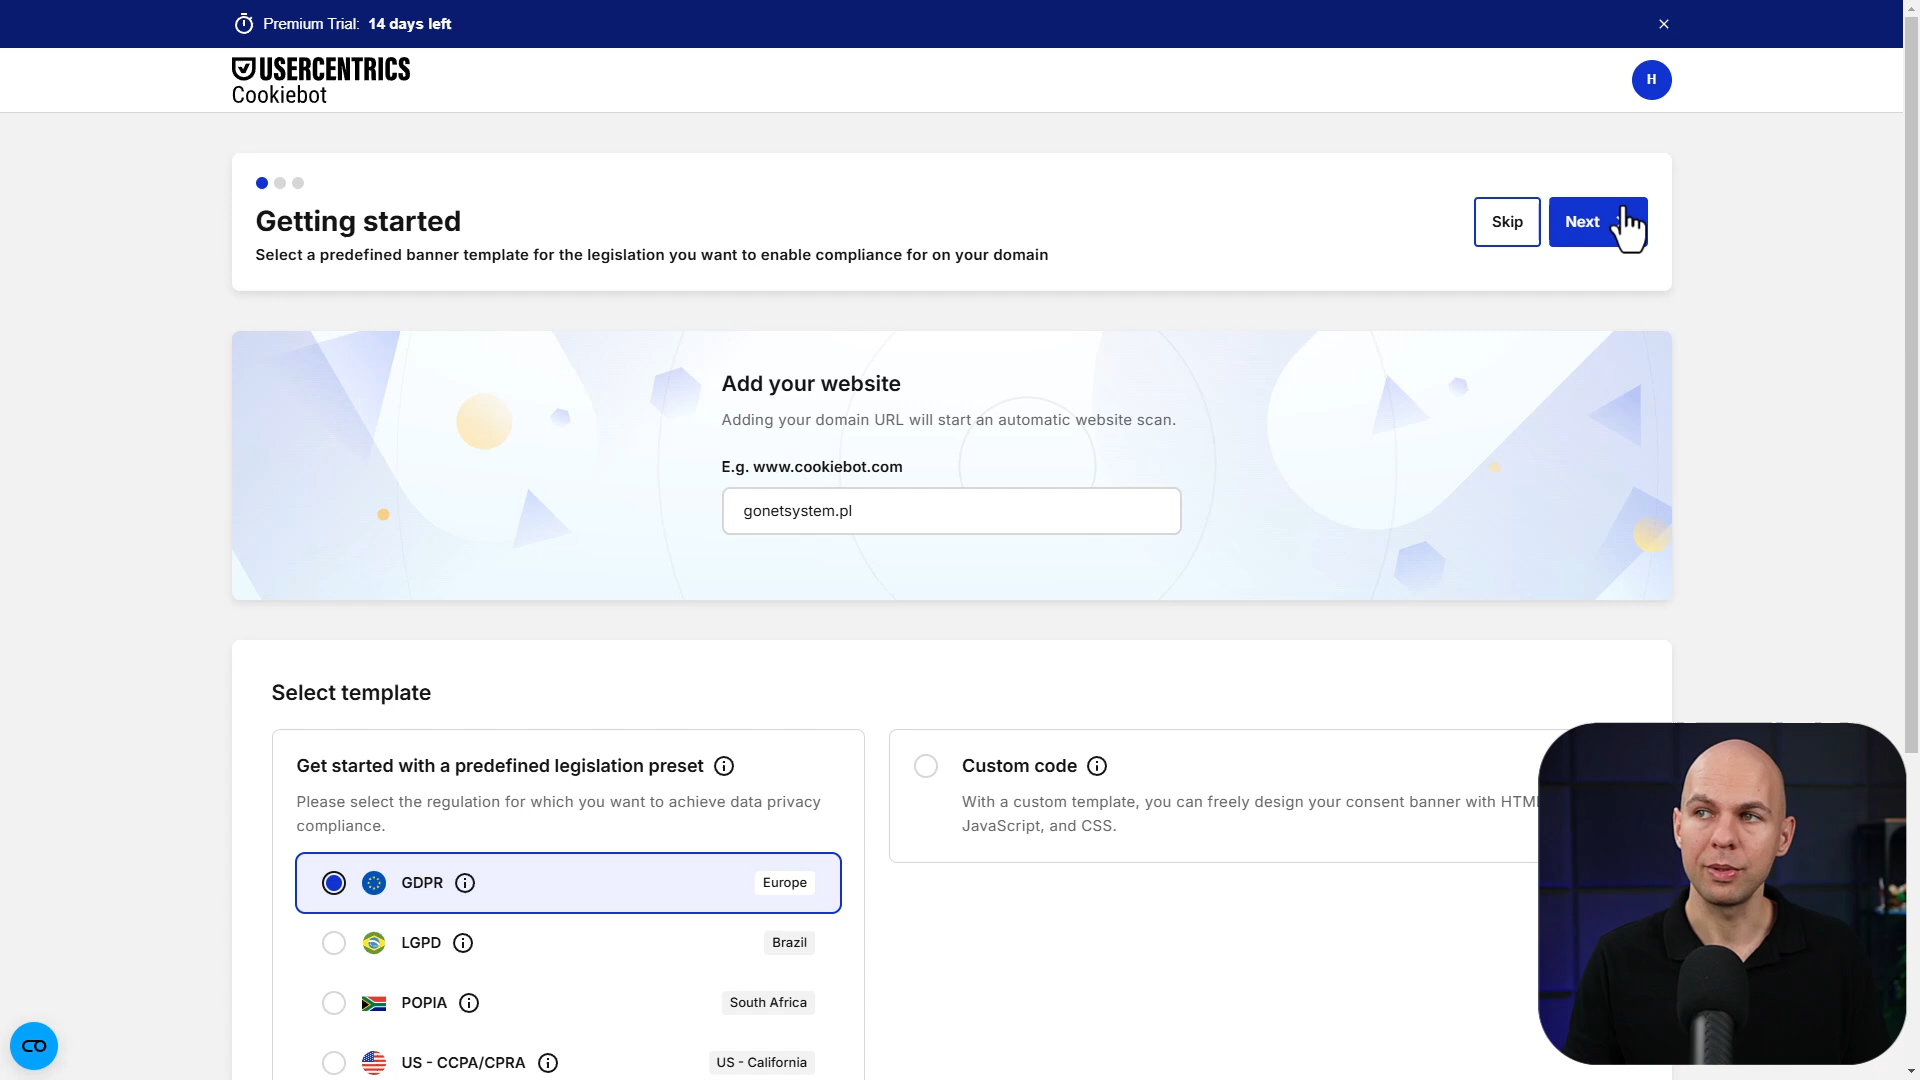 Premium Trial: 14 days left
USERCENTRICS
Cookiebot
H
Getting started
Select a predefined banner template for the legislation you want to enable compliance for on your domain
Skip
Next
Add your website
Adding your domain URL will start an automatic website scan.
E.g. www.cookiebot.com
gonetsystem.pl
Select template
Get started with a predefined legislation preset
Please select the regulation for which you want to achieve data privacy
compliance.
GDPR
Europe
LGPD
Brazil
POPIA
South Africa
US - CCPA/CPRA
US - California
Custom code
With a custom template, you can freely design your consent banner with HTML
JavaScript, and CSS.